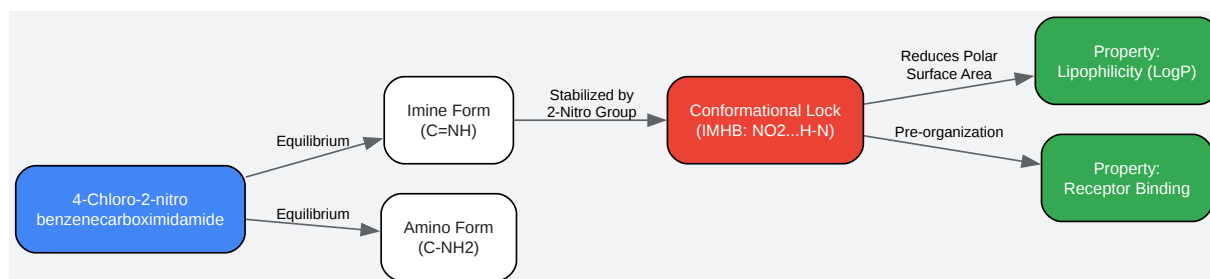 4-Chloro-2-nitro
benzenecarboximidamide
Equilibrium
Equilibrium
Imine Form
(C=NH)
Amino Form
(C-NH2)
Stabilized by
2-Nitro Group
Conformational Lock
(IMHB: NO2...H-N)
Reduces Polar
Surface Area
Pre-organization
Property:
Lipophilicity (LogP)
Property:
Receptor Binding